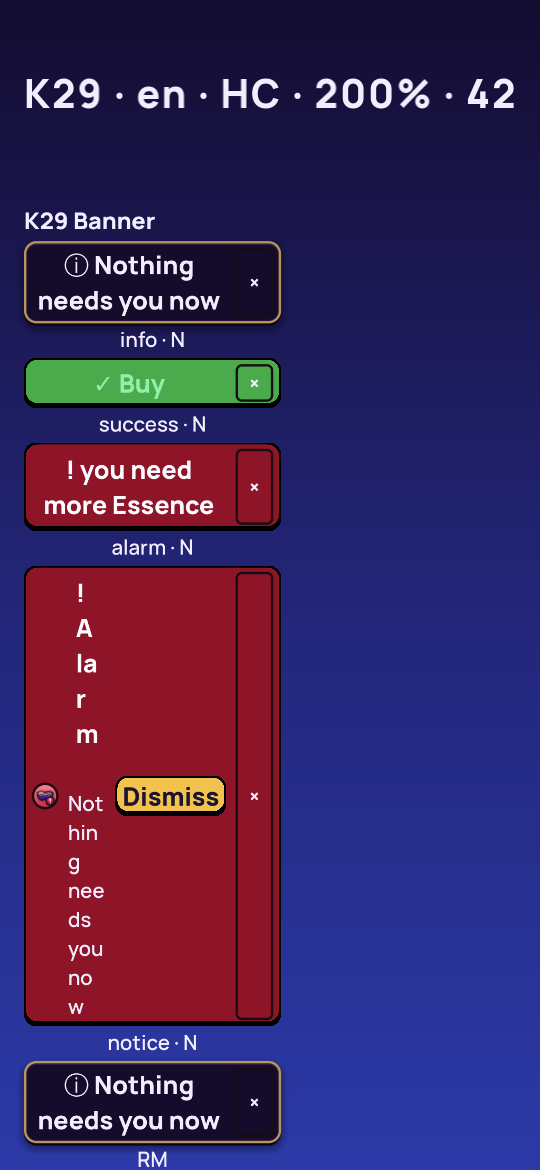 K29 · en · HC · 200% · 42
K29 Banner
ⓘ Nothing
needs you now
×
info · N
✓ Buy
×
success · N
! you need
more Essence
×
alarm · N
!
A
la
r
m
Not
hin
g
nee
ds
you
no
w
Dismiss
×
notice · N
ⓘ Nothing
needs you now
×
RM